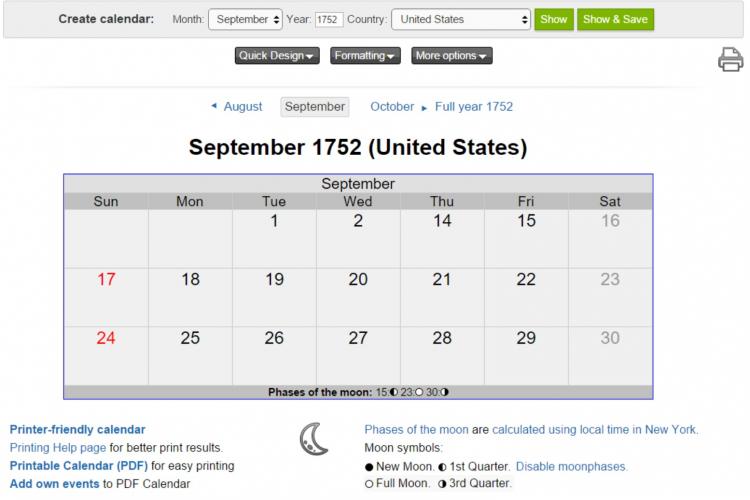 Create calendar: Month: September Year: 1752 Country: United States Show Show & Save
Quick Design Formatting More options
◄ August September October ► Full year 1752
September 1752 (United States)
September
Sun Mon Tue Wed Thu Fri Sat
1 2 14 15 16
17 18 19 20 21 22 23
24 25 26 27 28 29 30
Phases of the moon: 15:◐ 23:○ 30:◑
Printer-friendly calendar
Printing Help page for better print results.
Printable Calendar (PDF) for easy printing
Add own events to PDF Calendar
Phases of the moon are calculated using local time in New York.
Moon symbols:
● New Moon. ◐ 1st Quarter. Disable moonphases.
○ Full Moon. ◑ 3rd Quarter.